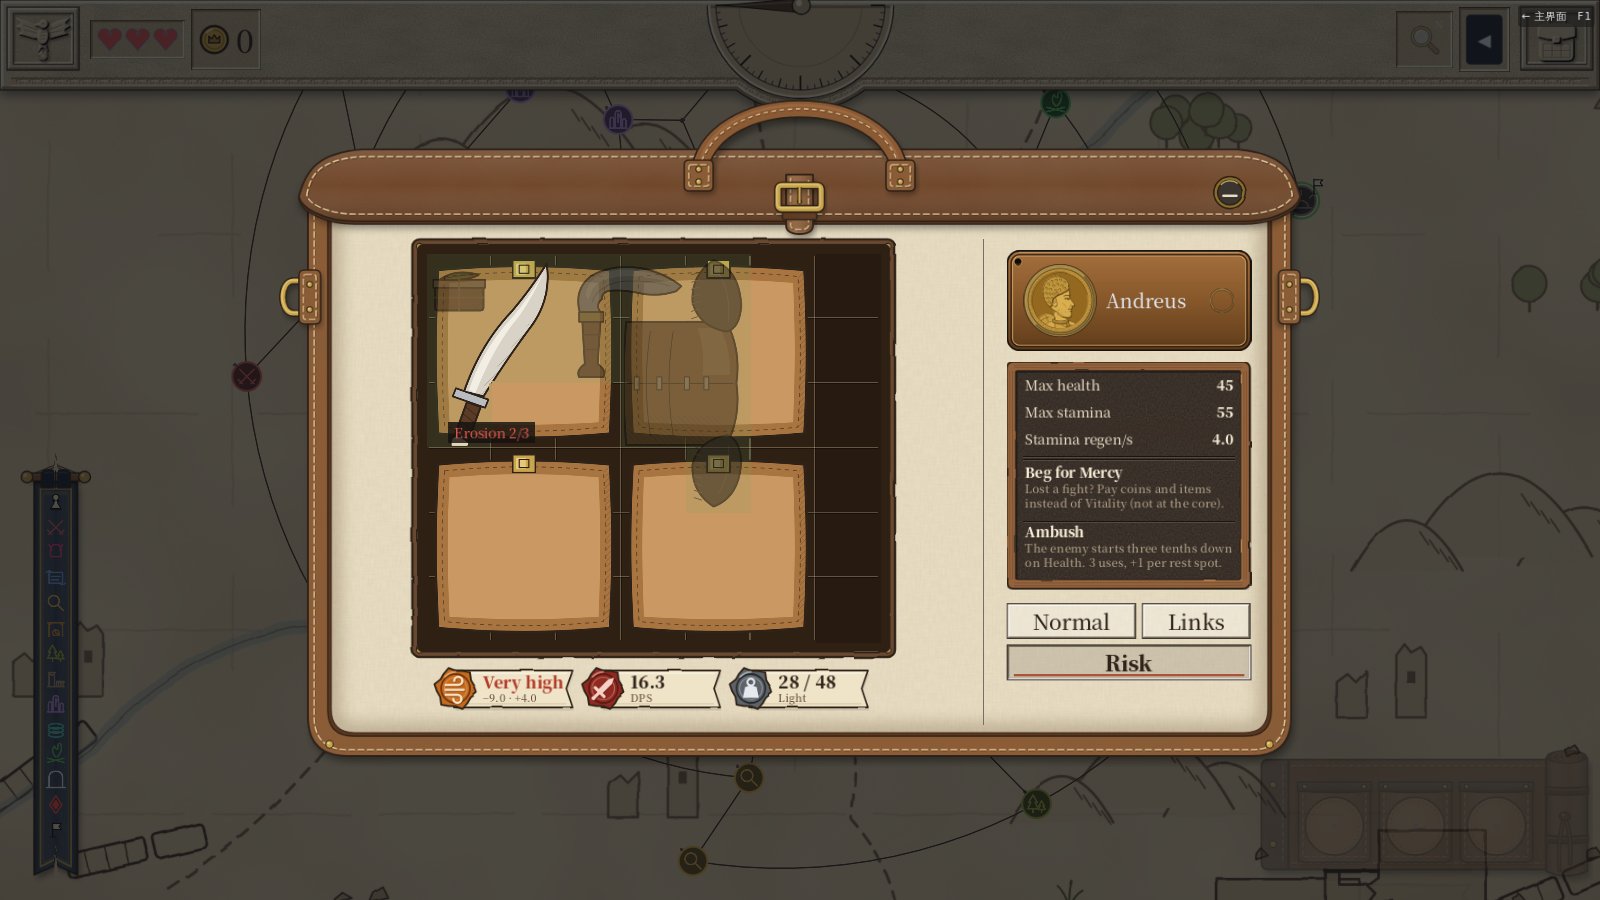 ← 主界面 F1
0
Andreus
Max health 45
Max stamina 55
Stamina regen/s 4.0
Beg for Mercy
Lost a fight? Pay coins and items
instead of Vitality (not at the core).
Ambush
The enemy starts three tenths down
on Health. 3 uses, +1 per rest spot.
Erosion 2/3
Normal Links
Risk
Very high
−9.0 · +4.0
16.3
DPS
28 / 48
Light